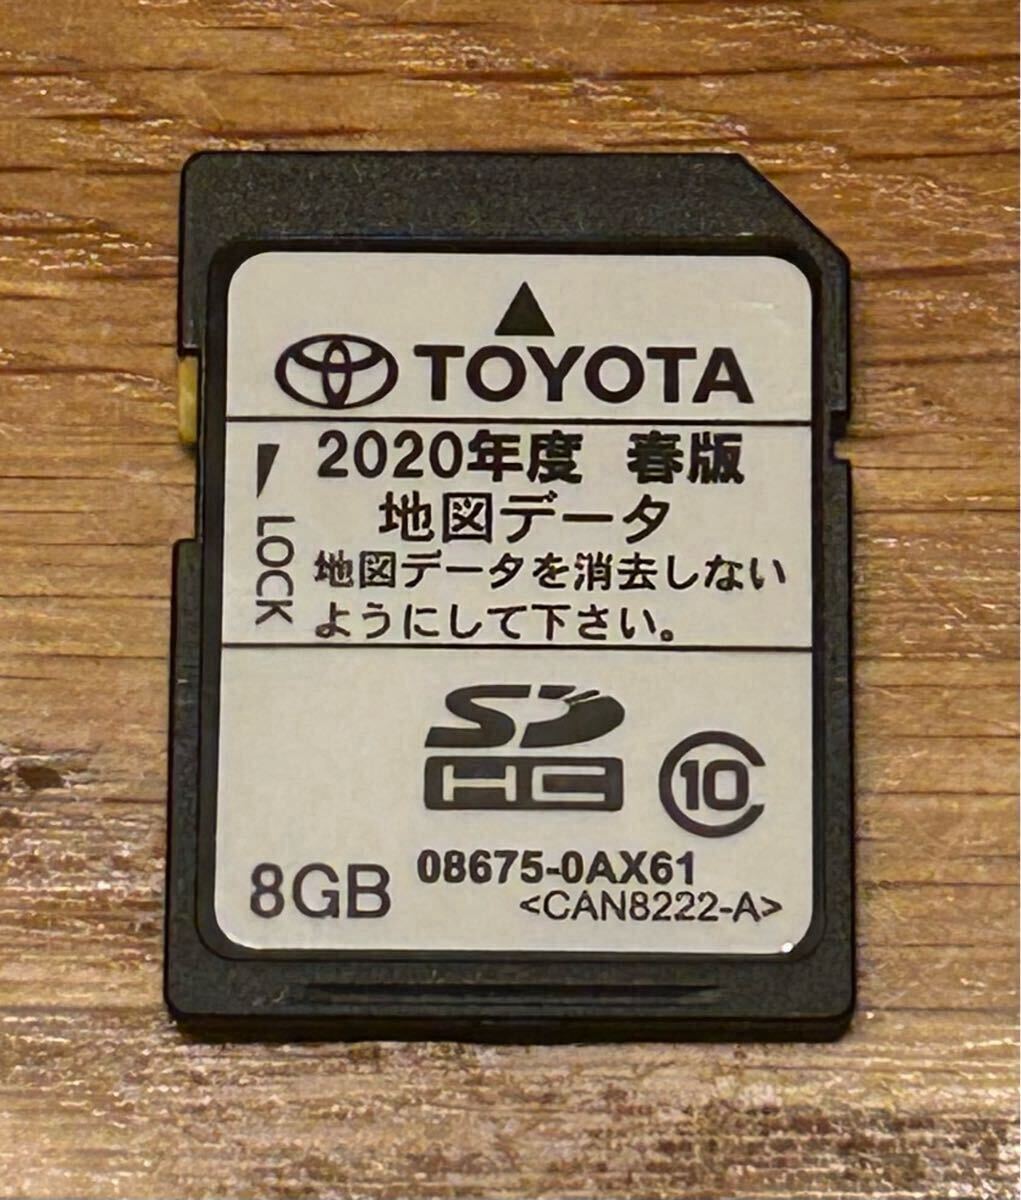 TOYOTA
2020年度 春版
地図データ
地図データを消去しない
ようにして下さい。
LOCK
SD
HC
10
8GB
08675-0AX61
<CAN8222-A>